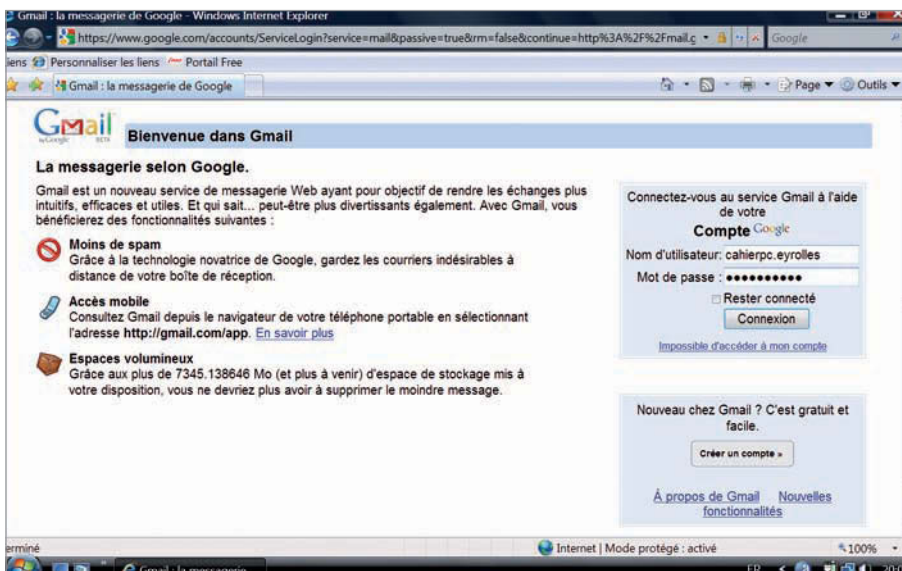 Gmail : la messagerie de Google - Windows Internet Explorer
https://www.google.com/accounts/ServiceLogin?service=mail&passive=true&rm=false&continue=http%3A%2F%2Fmail.g
Google
iens Personnaliser les liens Portail Free
Gmail : la messagerie de Google
Page Outils
Gmail
by Google BETA
Bienvenue dans Gmail
La messagerie selon Google.
Gmail est un nouveau service de messagerie Web ayant pour objectif de rendre les échanges plus
intuitifs, efficaces et utiles. Et qui sait... peut-être plus divertissants également. Avec Gmail, vous
bénéficierez des fonctionnalités suivantes :
Moins de spam
Grâce à la technologie novatrice de Google, gardez les courriers indésirables à
distance de votre boîte de réception.
Accès mobile
Consultez Gmail depuis le navigateur de votre téléphone portable en sélectionnant
l'adresse http://gmail.com/app. En savoir plus
Espaces volumineux
Grâce aux plus de 7345.138646 Mo (et plus à venir) d'espace de stockage mis à
votre disposition, vous ne devriez plus avoir à supprimer le moindre message.
Connectez-vous au service Gmail à l'aide
de votre
Compte Google
Nom d'utilisateur: cahierpc.eyrolles
Mot de passe : ••••••••••
Rester connecté
Connexion
Impossible d'accéder à mon compte
Nouveau chez Gmail ? C'est gratuit et
facile.
Créer un compte »
À propos de Gmail Nouvelles
fonctionnalités
erminé
Internet | Mode protégé : activé
100%
Gmail : la messagerie
FR